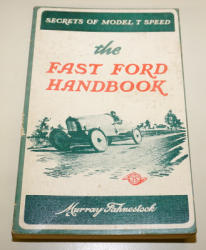 SECRETS OF MODEL T SPEED
the
FAST FORD
HANDBOOK
Murray Fahnestock